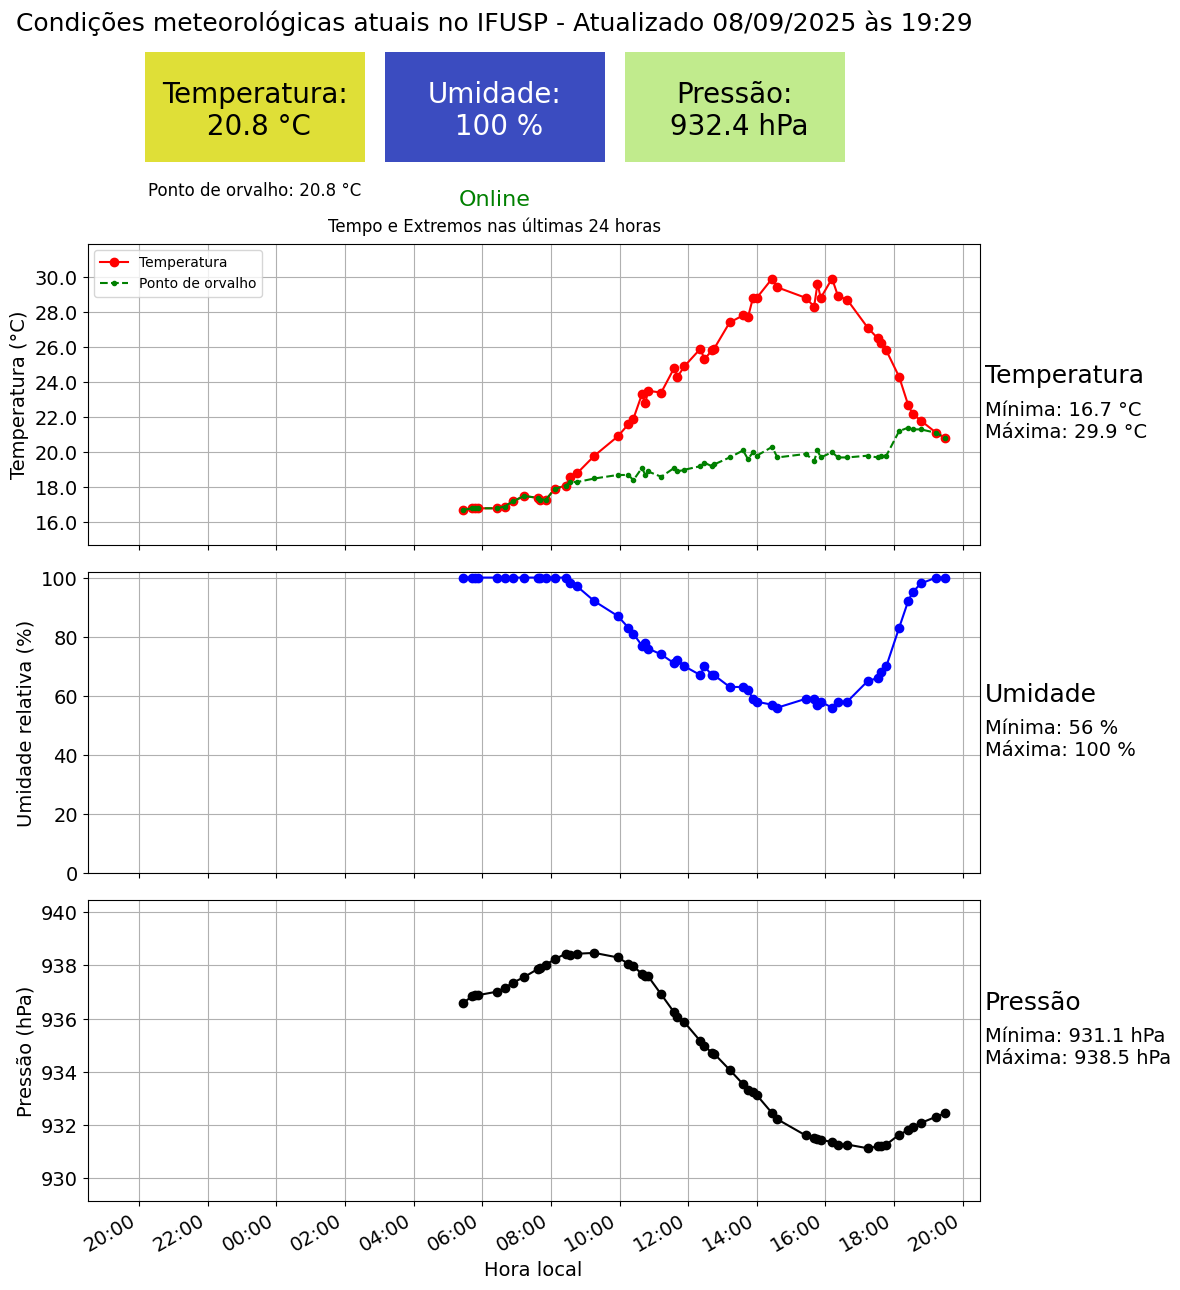 Condições meteorológicas atuais no IFUSP - Atualizado 08/09/2025 às 19:29
Temperatura:
20.8 °C
Umidade:
100 %
Pressão:
932.4 hPa
Ponto de orvalho: 20.8 °C
Online
Tempo e Extremos nas últimas 24 horas
Temperatura
Ponto de orvalho
Temperatura (°C)
30.0
28.0
26.0
24.0
22.0
20.0
18.0
16.0
Temperatura
Mínima: 16.7 °C
Máxima: 29.9 °C
Umidade relativa (%)
100
80
60
40
20
0
Umidade
Mínima: 56 %
Máxima: 100 %
Pressão (hPa)
940
938
936
934
932
930
Pressão
Mínima: 931.1 hPa
Máxima: 938.5 hPa
20:00 22:00 00:00 02:00 04:00 06:00 08:00 10:00 12:00 14:00 16:00 18:00 20:00
Hora local